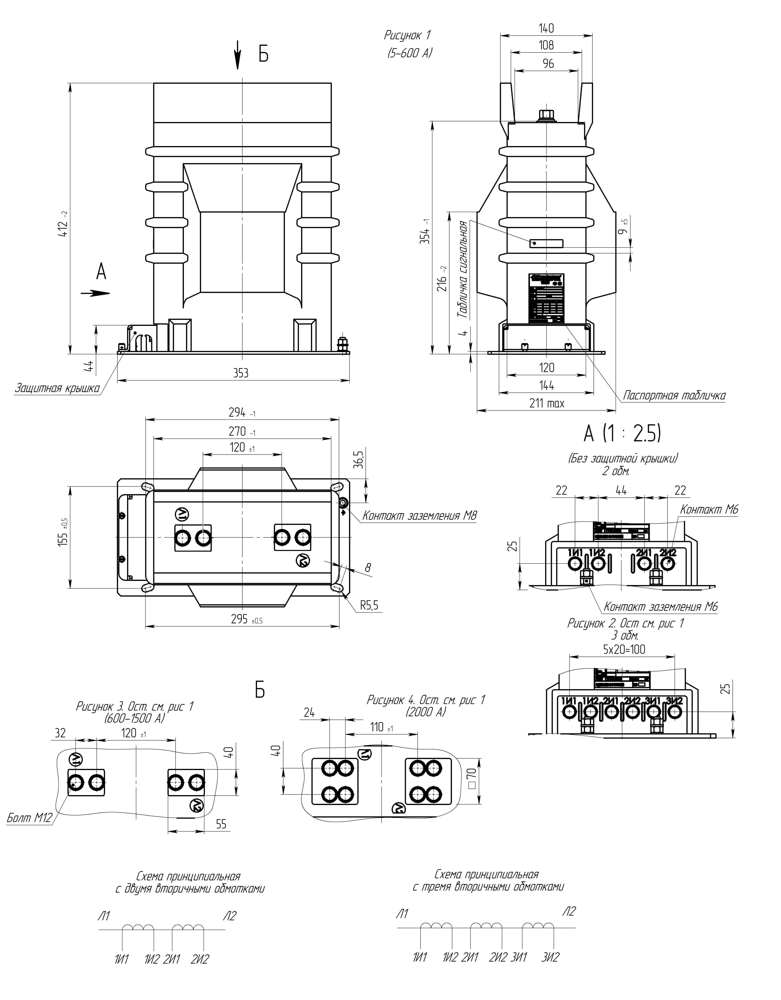 Рисунок 1
(5–600 А)
Б
140
108
96
412 -2
А
44
Защитная крышка
353
354 -1
216 -2
Табличка сигнальная
4
9 ±5
120
144
211 max
Паспортная табличка
294 -1
270 -1
120 ±1
36,5
155 ±0,5
Л1
Л2
Контакт заземления М8
8
R5,5
295 ±0,5
А (1 : 2.5)
(Без защитной крышки)
2 обм.
22
44
22
Контакт М6
25
1И1 1И2 2И1 2И2
Контакт заземления М6
Рисунок 2. Ост см. рис 1
3 обм.
5х20=100
25
1И1 1И2 2И1 2И2 3И1 3И2
Б
Рисунок 3. Ост. см. рис 1
(600–1500 А)
32
120 ±1
40
Л1
Л2
Болт М12
55
Рисунок 4. Ост. см. рис 1
(2000 А)
24
110 ±1
40
Л1
□ 70
Л2
Схема принципиальная
с двумя вторичными обмотками
Л1
Л2
1И1 1И2 2И1 2И2
Схема принципиальная
с тремя вторичными обмотками
Л1
Л2
1И1 1И2 2И1 2И2 3И1 3И2